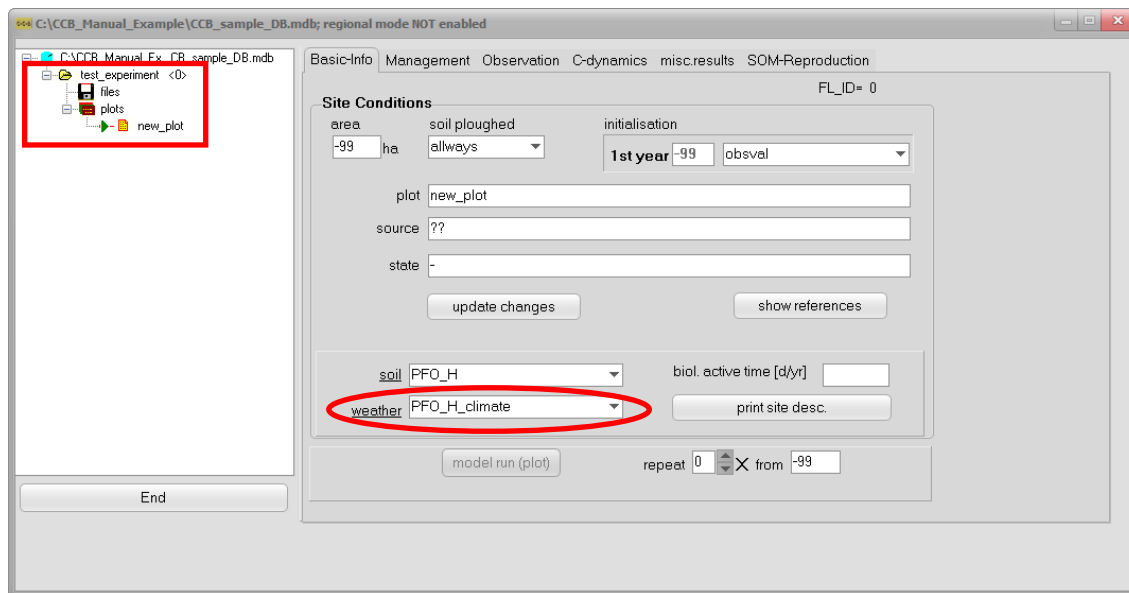 C:\CCB_Manual_Example\CCB_sample_DB.mdb; regional mode NOT enabled
C:\CCB_Manual_Ex CB_sample_DB.mdb
test_experiment <0>
files
plots
new_plot
End
Basic-Info Management Observation C-dynamics misc.results SOM-Reproduction
FL_ID= 0
Site Conditions
area soil ploughed initialisation
-99 ha allways 1st year -99 obsval
plot new_plot
source ??
state -
update changes show references
soil PFO_H biol. active time [d/yr]
weather PFO_H_climate print site desc.
model run (plot) repeat 0 X from -99